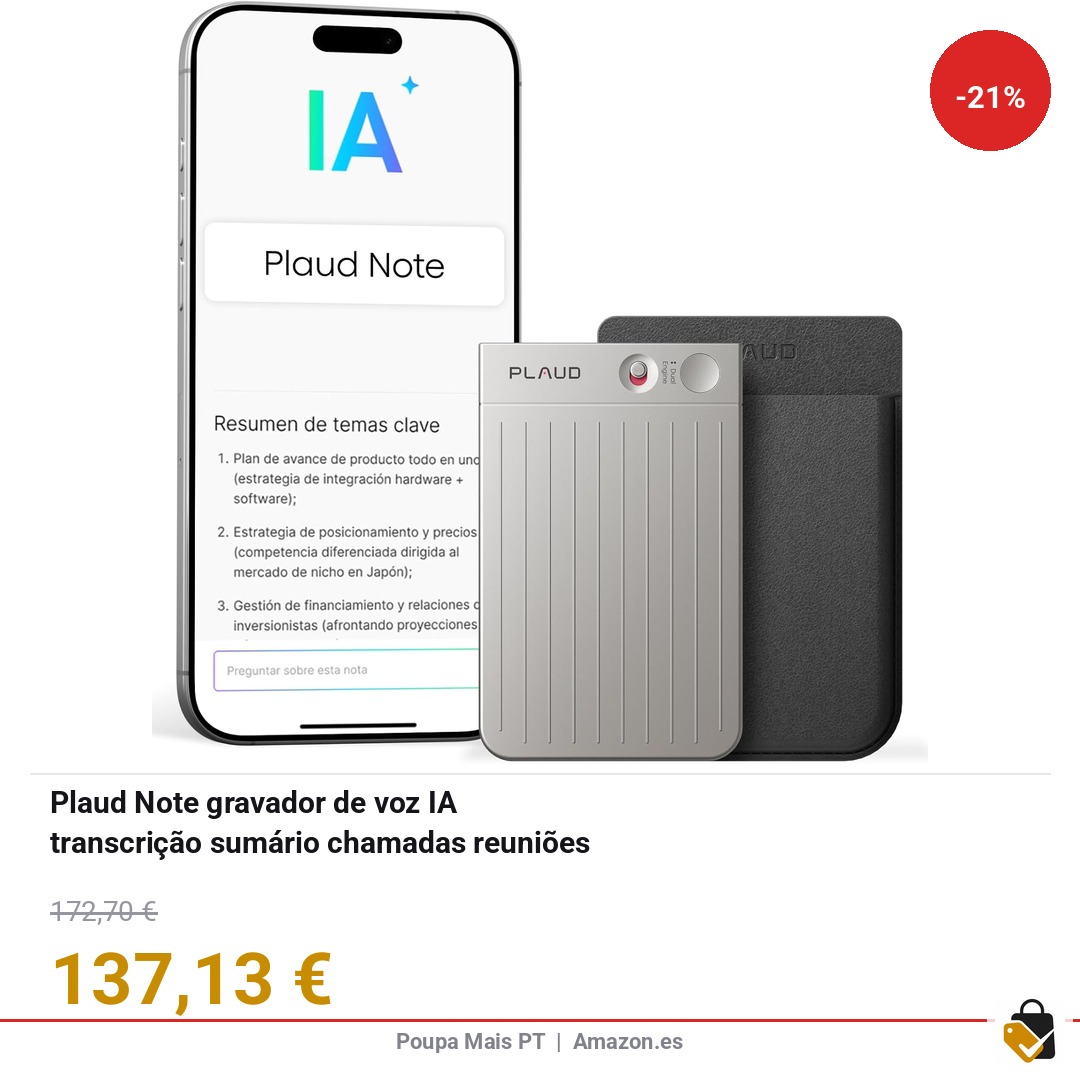 -21%
IA
Plaud Note
Resumen de temas clave
1. Plan de avance de producto todo en uno
(estrategia de integración hardware +
software);
2. Estrategia de posicionamiento y precios
(competencia diferenciada dirigida al
mercado de nicho en Japón);
3. Gestión de financiamiento y relaciones
inversionistas (afrontando proyecciones
Preguntar sobre esta nota
PLAUD
Dual
Engine
AUD
Plaud Note gravador de voz IA
transcrição sumário chamadas reuniões
172,70 €
137,13 €
Poupa Mais PT | Amazon.es